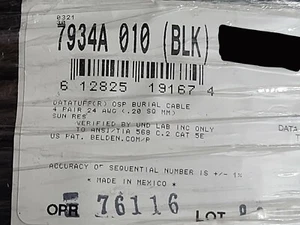 0321
7934A 010 (BLK)
6 12825 19167 4
DATATUFF(R) OSP BURIAL CABLE
4 PAIR 24 AWG (.20 SQ MM)
SUN RES
VERIFIED BY UND LAB INC ONLY
TO ANSI/TIA 568 C.2 CAT 5E
DATE
US PAT. BELDEN.COM/P
ACCURACY OF SEQUENTIAL NUMBER IS +/- 1%
* MADE IN MEXICO *
OPR 76116 LOT